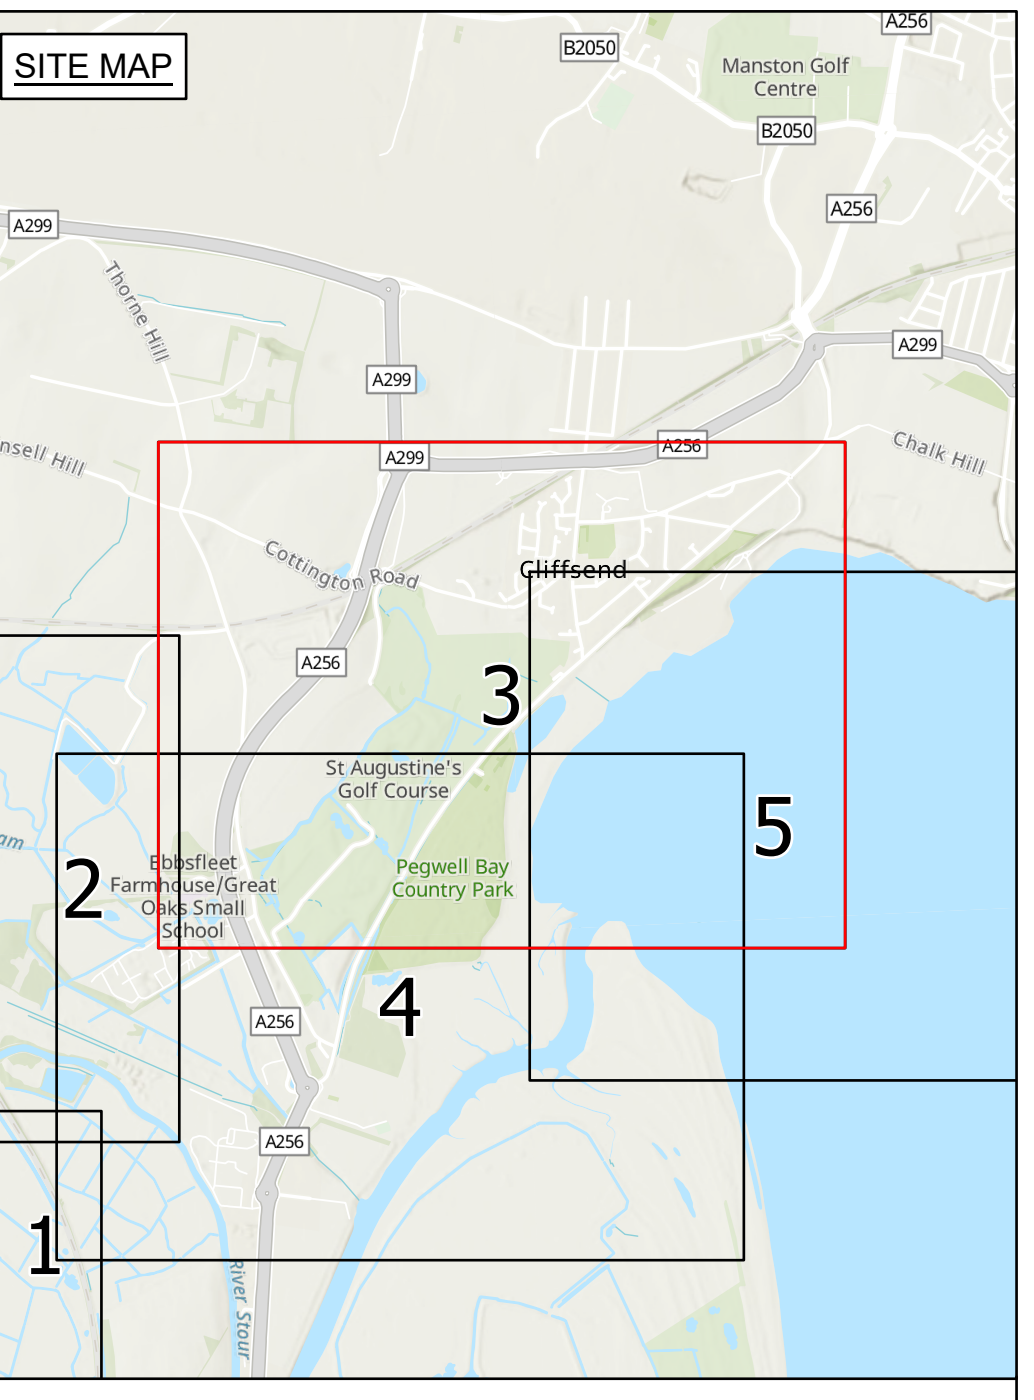 A256
B2050
SITE MAP
Manston Golf
Centre
B2050
A256
A299
Thorne Hill
A299
A299
nsell Hill
A299
A256
Chalk Hill
Cottington Road
Cliffsend
A256
3
St Augustine's
Golf Course
5
am
2
Ebbsfleet
Farmhouse/Great
Oaks Small
School
Pegwell Bay
Country Park
4
A256
A256
1
River Stour